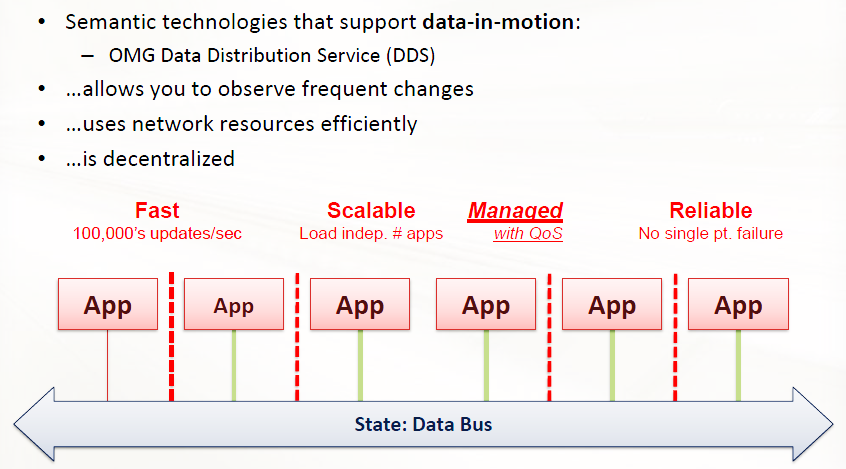 • Semantic technologies that support data-in-motion:
– OMG Data Distribution Service (DDS)
• …allows you to observe frequent changes
• …uses network resources efficiently
• …is decentralized
Fast Scalable Managed Reliable
100,000’s updates/sec Load indep. # apps with QoS No single pt. failure
App App App App App App
State: Data Bus